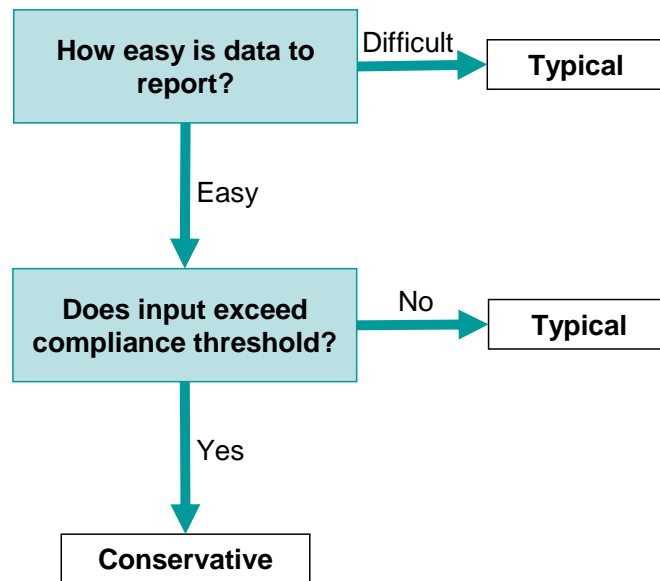 How easy is data to
report?
Difficult
Typical
Easy
Does input exceed
compliance threshold?
No
Typical
Yes
Conservative